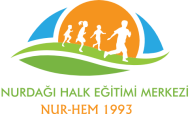 NURDAĞI HALK EĞİTİMİ MERKEZİ
NUR-HEM 1993